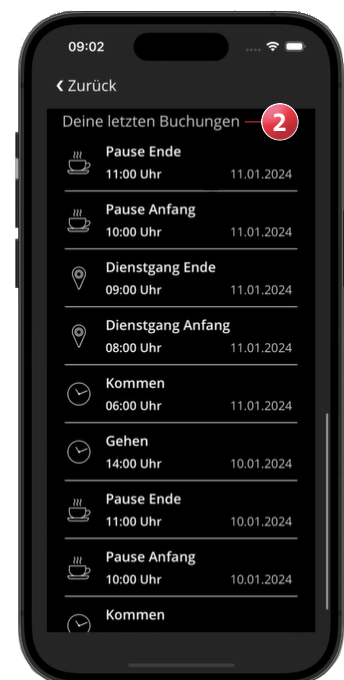 09:02
Zurück
Deine letzten Buchungen
2
Pause Ende
11:00 Uhr 11.01.2024
Pause Anfang
10:00 Uhr 11.01.2024
Dienstgang Ende
09:00 Uhr 11.01.2024
Dienstgang Anfang
08:00 Uhr 11.01.2024
Kommen
06:00 Uhr 11.01.2024
Gehen
14:00 Uhr 10.01.2024
Pause Ende
11:00 Uhr 10.01.2024
Pause Anfang
10:00 Uhr 10.01.2024
Kommen